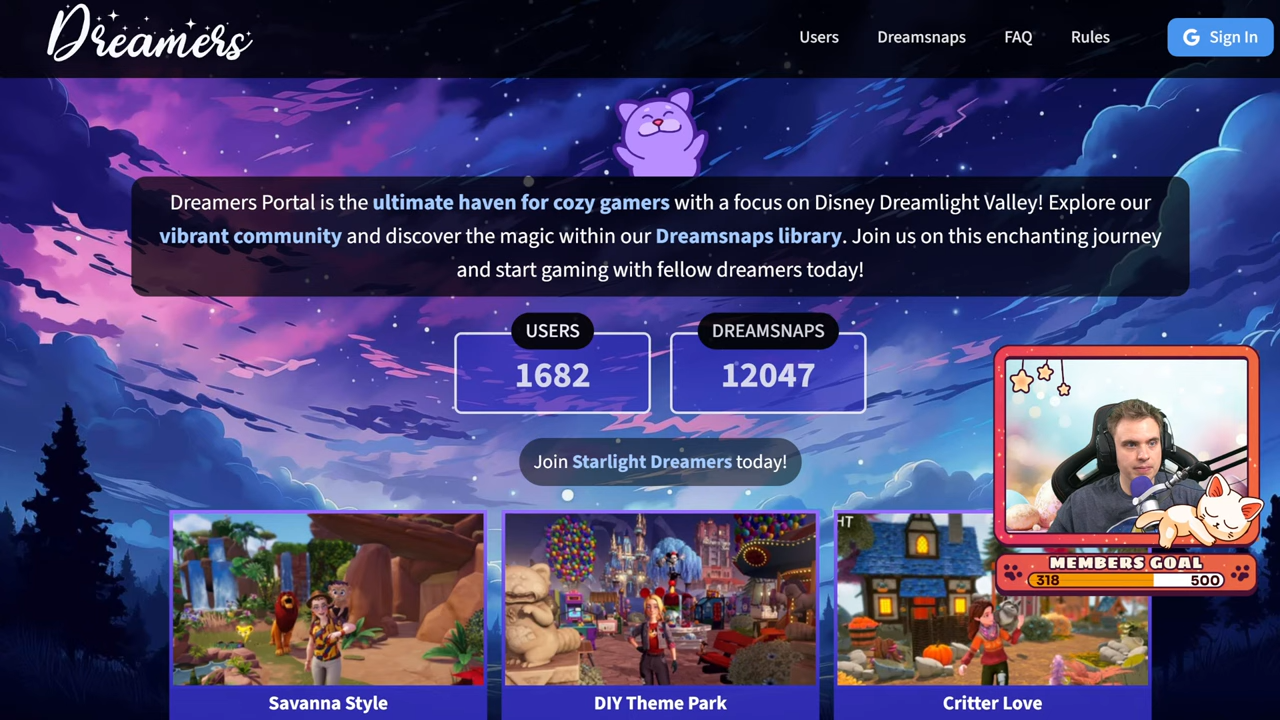 Dreamers
Users
Dreamsnaps
FAQ
Rules
G Sign In
Dreamers Portal is the ultimate haven for cozy gamers with a focus on Disney Dreamlight Valley! Explore our
vibrant community and discover the magic within our Dreamsnaps library. Join us on this enchanting journey
and start gaming with fellow dreamers today!
USERS
1682
DREAMSNAPS
12047
Join Starlight Dreamers today!
HT
MEMBERS GOAL
318
500
Savanna Style
DIY Theme Park
Critter Love